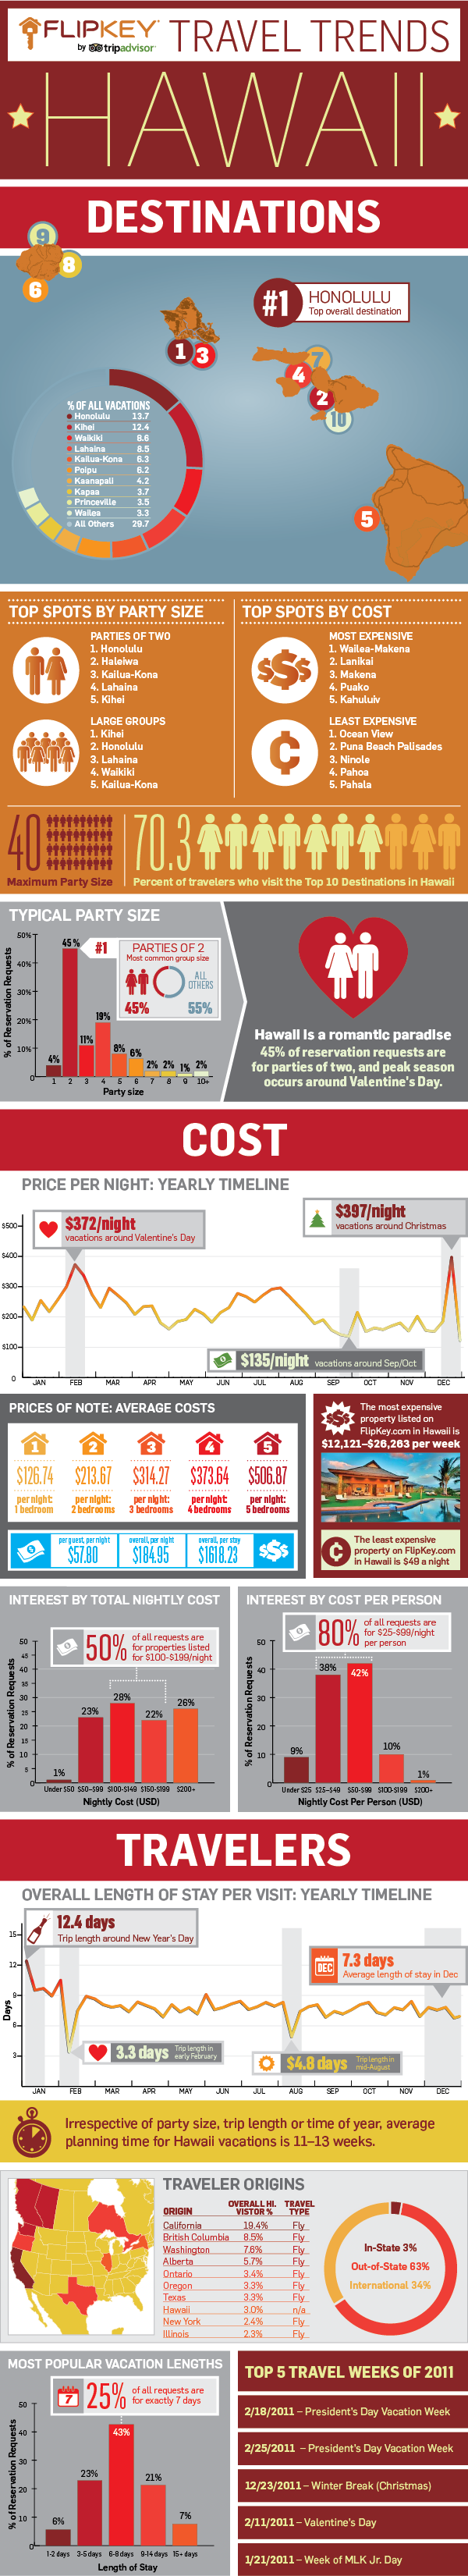 FLIPKEY
by tripadvisor
TRAVEL TRENDS
HAWAII
DESTINATIONS
9
8
6
#1
HONOLULU
Top overall destination
1
3
7
4
2
10
5
% OF ALL VACATIONS
Honolulu 13.7
Kihei 12.4
Waikiki 8.6
Lahaina 8.5
Kailua-Kona 6.3
Poipu 6.2
Kaanapali 4.2
Kapaa 3.7
Princeville 3.5
Wailea 3.3
All Others 29.7
TOP SPOTS BY PARTY SIZE
PARTIES OF TWO
1. Honolulu
2. Haleiwa
3. Kailua-Kona
4. Lahaina
5. Kihei
LARGE GROUPS
1. Kihei
2. Honolulu
3. Lahaina
4. Waikiki
5. Kailua-Kona
TOP SPOTS BY COST
$$$
MOST EXPENSIVE
1. Wailea-Makena
2. Lanikai
3. Makena
4. Puako
5. Kahuluiv
¢
LEAST EXPENSIVE
1. Ocean View
2. Puna Beach Palisades
3. Ninole
4. Pahoa
5. Pahala
40
Maximum Party Size
70.3
Percent of travelers who visit the Top 10 Destinations in Hawaii
TYPICAL PARTY SIZE
% of Reservation Requests
50%
40%
30%
20%
10%
0
4%
45 %
11%
19%
8%
6%
2%
2%
1%
2%
1 2 3 4 5 6 7 8 9 10+
Party size
#1
PARTIES OF 2
Most common group size
ALL
OTHERS
45%
55%
Hawaii is a romantic paradise
45% of reservation requests are
for parties of two, and peak season
occurs around Valentine's Day.
COST
PRICE PER NIGHT: YEARLY TIMELINE
$372/night
vacations around Valentine's Day
$397/night
vacations around Christmas
$500
$400
$300
$200
$100
0
$135/night vacations around Sep/Oct
JAN FEB MAR APR MAY JUN JUL AUG SEP OCT NOV DEC
PRICES OF NOTE: AVERAGE COSTS
1 2 3 4 5
$126.74 $213.67 $314.27 $373.64 $506.87
per night: per night: per night: per night: per night:
1 bedroom 2 bedrooms 3 bedrooms 4 bedrooms 5 bedrooms
per guest, per night overall, per night overall, per stay
$57.80 $184.95 $1618.23
$$$
$$$
The most expensive
property listed on
FlipKey.com in Hawaii is
$12,121–$26,263 per week
¢
The least expensive
property on FlipKey.com
in Hawaii is $49 a night
INTEREST BY TOTAL NIGHTLY COST
50%
of all requests are
for properties listed
for $100-$199/night
% of Reservation Requests
50
45
40
35
30
25
20
15
10
5
0
1%
23%
28%
22%
26%
Under $50 $50–$99 $100-$149 $150-$199 $200+
Nightly Cost (USD)
INTEREST BY COST PER PERSON
80%
of all requests are
for $25-$99/night
per person
% of Reservation Requests
50
40
30
20
10
0
9%
38%
42%
10%
1%
Under $25 $25–$49 $50-$99 $100-$199 $200+
Nightly Cost Per Person (USD)
TRAVELERS
OVERALL LENGTH OF STAY PER VISIT: YEARLY TIMELINE
12.4 days
Trip length around New Year's Day
DEC
7.3 days
Average length of stay in Dec
Days
15
12
9
6
3
3.3 days
Trip length in
early February
$4.8 days
Trip length in
mid-August
JAN FEB MAR APR MAY JUN JUL AUG SEP OCT NOV DEC
Irrespective of party size, trip length or time of year, average
planning time for Hawaii vacations is 11–13 weeks.
TRAVELER ORIGINS
ORIGIN OVERALL HI. VISTOR % TRAVEL TYPE
California 19.4% Fly
British Columbia 8.5% Fly
Washington 7.6% Fly
Alberta 5.7% Fly
Ontario 3.4% Fly
Oregon 3.3% Fly
Texas 3.3% Fly
Hawaii 3.0% n/a
New York 2.4% Fly
Illinois 2.3% Fly
In-State 3%
Out-of-State 63%
International 34%
MOST POPULAR VACATION LENGTHS
7
25%
of all requests are
for exactly 7 days
% of Reservation Requests
50
40
30
20
10
0
6%
23%
43%
21%
7%
1-2 days 3-5 days 6-8 days 9-14 days 15+ days
Length of Stay
TOP 5 TRAVEL WEEKS OF 2011
2/18/2011 – President's Day Vacation Week
2/25/2011 – President's Day Vacation Week
12/23/2011 – Winter Break (Christmas)
2/11/2011 – Valentine's Day
1/21/2011 – Week of MLK Jr. Day